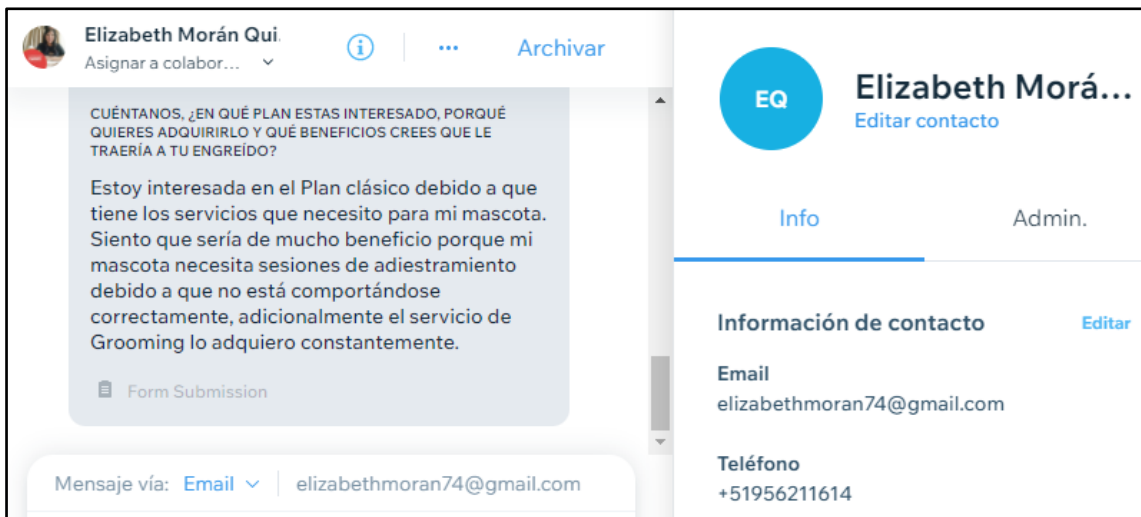 Elizabeth Morán Qui.
Asignar a colabor...
Archivar
CUÉNTANOS, ¿EN QUÉ PLAN ESTAS INTERESADO, PORQUÉ
QUIERES ADQUIRIRLO Y QUÉ BENEFICIOS CREES QUE LE
TRAERÍA A TU ENGREÍDO?
Estoy interesada en el Plan clásico debido a que
tiene los servicios que necesito para mi mascota.
Siento que sería de mucho beneficio porque mi
mascota necesita sesiones de adiestramiento
debido a que no está comportándose
correctamente, adicionalmente el servicio de
Grooming lo adquiero constantemente.
Form Submission
Mensaje vía: Email
elizabethmoran74@gmail.com
EQ
Elizabeth Morá...
Editar contacto
Info
Admin.
Información de contacto
Editar
Email
elizabethmoran74@gmail.com
Teléfono
+51956211614